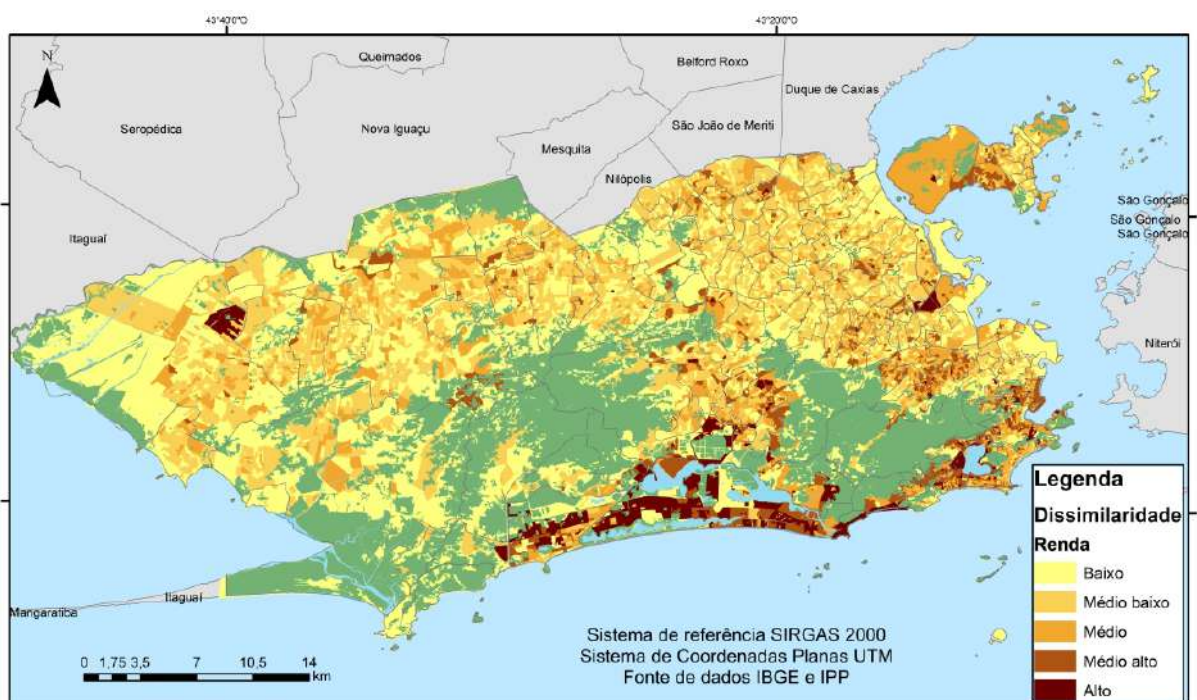 43°40'0"O
43°20'0"O
N
Queimados
Belford Roxo
Duque de Caxias
Seropédica
Nova Iguaçu
São João de Meriti
Mesquita
Nilópolis
São Gonçalo
São Gonçalo
São Gonçalo
Itaguaí
Niterói
Itaguaí
Mangaratiba
0 1,75 3,5 7 10,5 14
km
Sistema de referência SIRGAS 2000
Sistema de Coordenadas Planas UTM
Fonte de dados IBGE e IPP
Legenda
Dissimilaridade
Renda
Baixo
Médio baixo
Médio
Médio alto
Alto